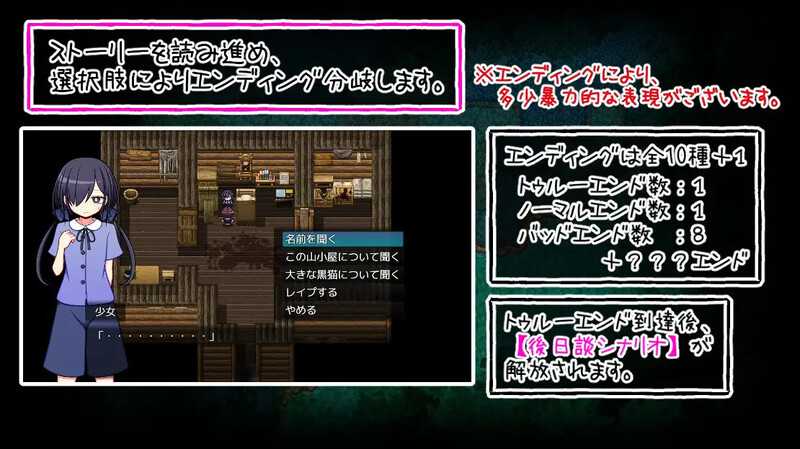 ストーリーを読み進め、
選択肢によりエンディング分岐します。
※エンディングにより、
多少暴力的な表現がございます。
名前を聞く
この山小屋について聞く
大きな黒猫について聞く
レイプする
やめる
少女
「・・・・・・・・・・」
エンディングは全10種+1
トゥルーエンド数:1
ノーマルエンド数:1
バッドエンド数:8
+???エンド
トゥルーエンド到達後、
【後日談シナリオ】が
解放されます。